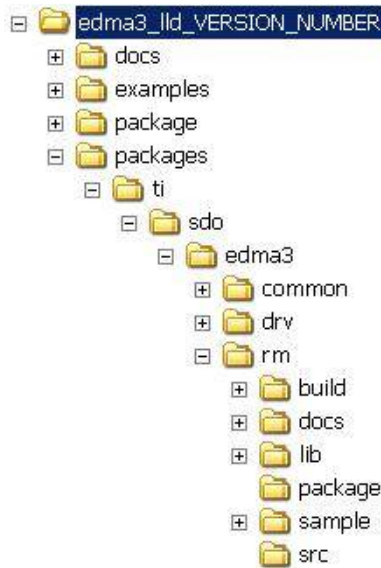 edma3_lld_VERSION_NUMBER
docs
examples
package
packages
ti
sdo
edma3
common
drv
rm
build
docs
lib
package
sample
src